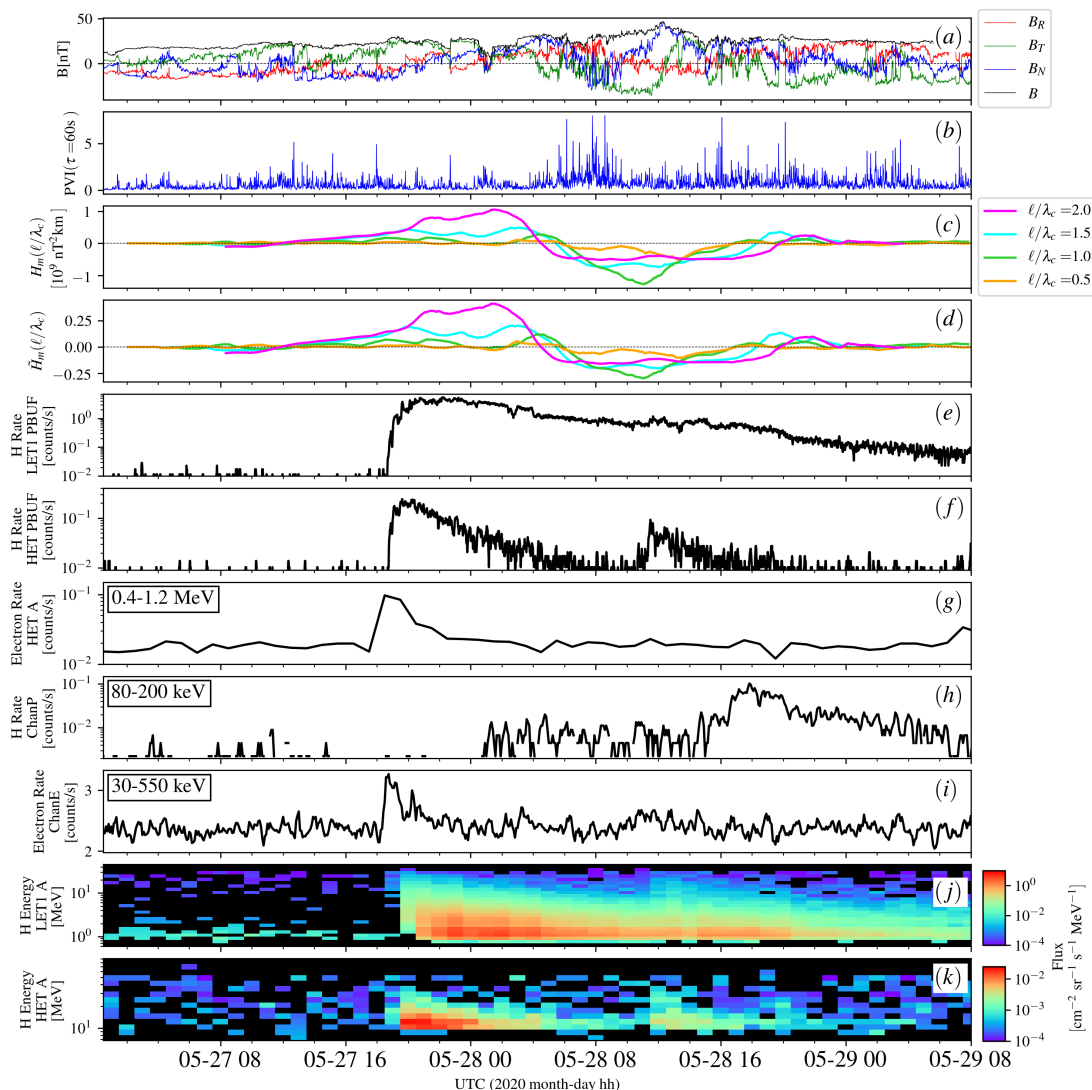 50
0
B[nT]
(a)
B_R
B_T
B_N
B
5
0
PVI(τ =60s)
(b)
1
0
−1
H_m(ℓ/λ_c)
[10^9 nT^2km]
(c)
ℓ/λ_c =2.0
ℓ/λ_c =1.5
ℓ/λ_c =1.0
ℓ/λ_c =0.5
0.25
0.00
−0.25
H̃_m(ℓ/λ_c)
(d)
10^0
10^−1
10^−2
H Rate
LET1 PBUF
[counts/s]
(e)
10^−1
10^−2
H Rate
HET PBUF
[counts/s]
(f)
10^−1
10^−2
Electron Rate
HET A
[counts/s]
0.4-1.2 MeV
(g)
10^−1
10^−2
H Rate
ChanP
[counts/s]
80-200 keV
(h)
3
2
Electron Rate
ChanE
[counts/s]
30-550 keV
(i)
10^1
10^0
H Energy
LET1 A
[MeV]
(j)
10^0
10^−2
10^−4
10^1
H Energy
HET A
[MeV]
(k)
10^−2
10^−3
10^−4
Flux
[cm^−2 sr^−1 s^−1 MeV^−1]
05-27 08
05-27 16
05-28 00
05-28 08
05-28 16
05-29 00
05-29 08
UTC (2020 month-day hh)